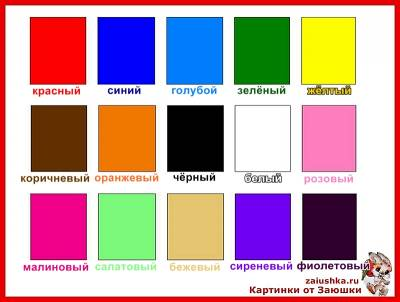 красный синий голубой зелёный жёлтый
коричневый оранжевый чёрный белый розовый
малиновый салатовый бежевый сиреневый фиолетовый
zaiushka.ru
Картинки от Заюшки